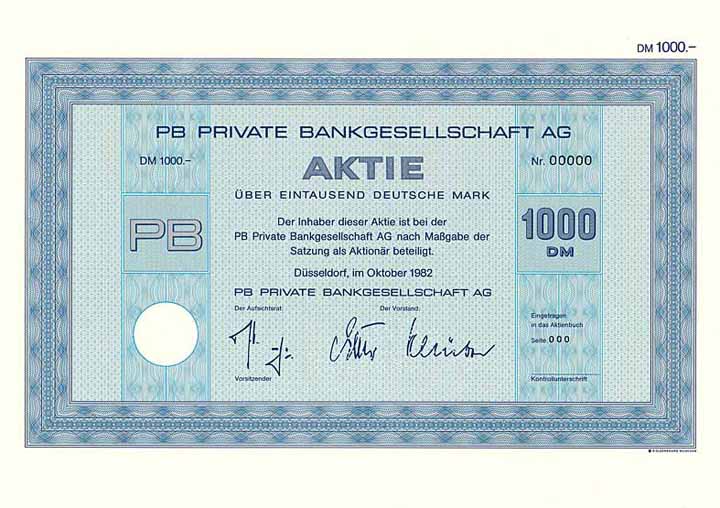 DM 1000.–
PB PRIVATE BANKGESELLSCHAFT AG
DM 1000.–
AKTIE
Nr. 00000
ÜBER EINTAUSEND DEUTSCHE MARK
PB
Der Inhaber dieser Aktie ist bei der
PB Private Bankgesellschaft AG nach Maßgabe der
Satzung als Aktionär beteiligt.
1000
DM
Düsseldorf, im Oktober 1982
PB PRIVATE BANKGESELLSCHAFT AG
Der Aufsichtsrat:
Der Vorstand:
Eingetragen
in das Aktienbuch
Seite 000
Vorsitzender
Kontrollunterschrift